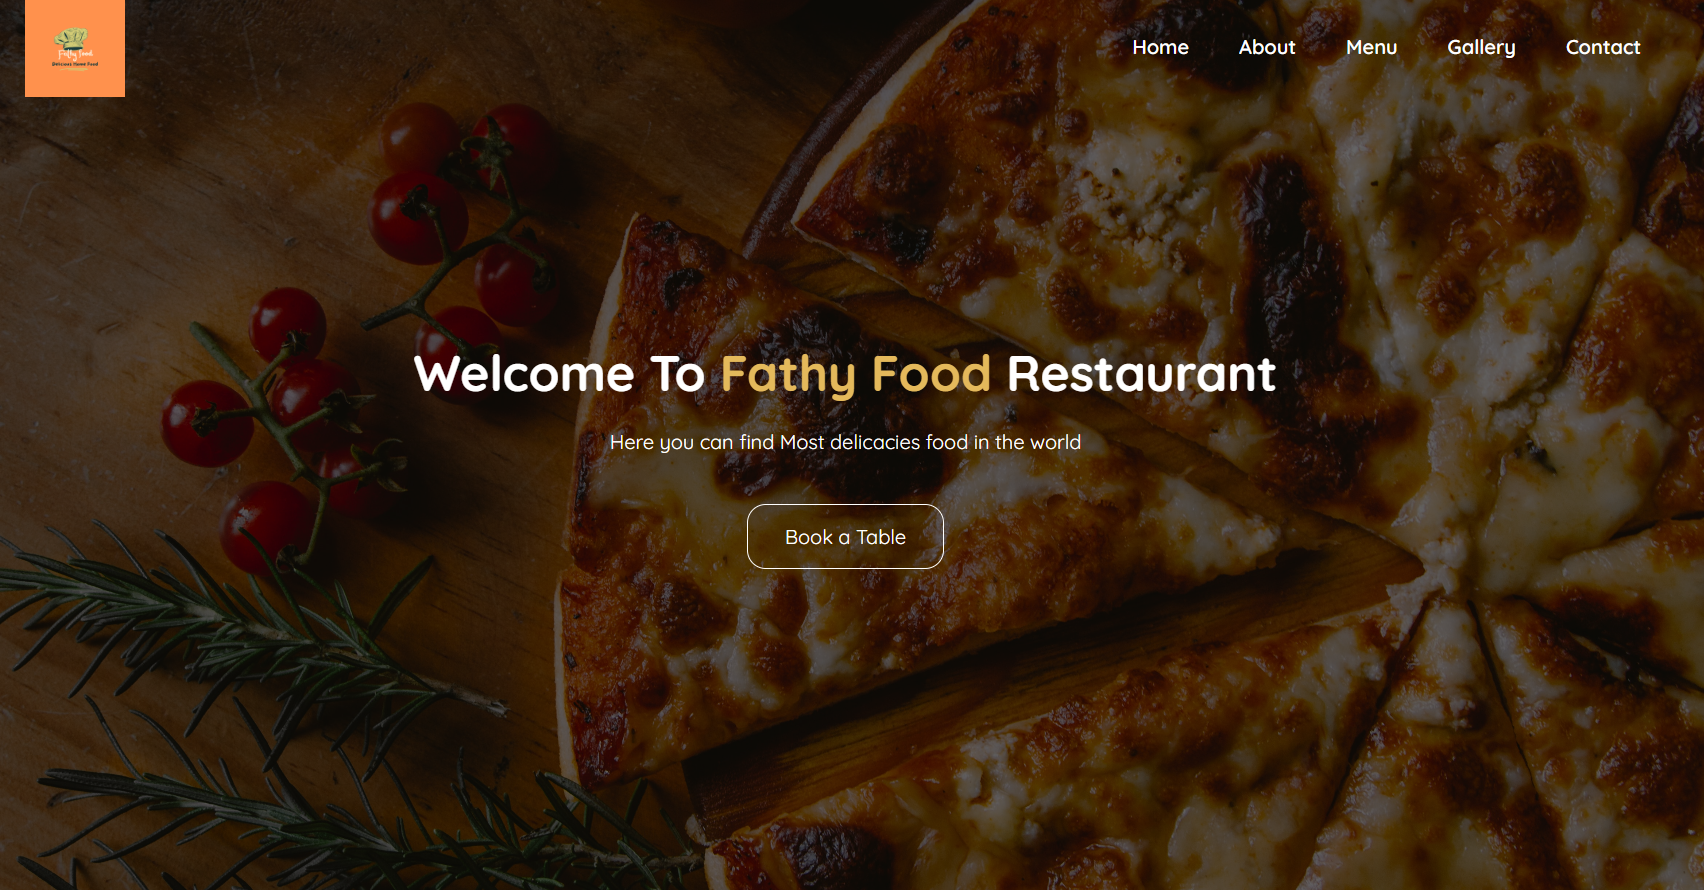 Fathy Food
Delicious Home Food
Home About Menu Gallery Contact
Welcome To Fathy Food Restaurant
Here you can find Most delicacies food in the world
Book a Table